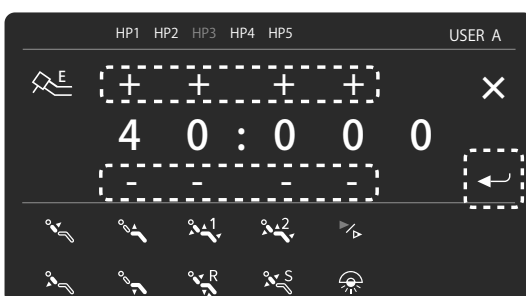 HP1 HP2 HP3 HP4 HP5 USER A
E
+ + + + ×
4 0 : 0 0 0
- - - -
1 2
R S